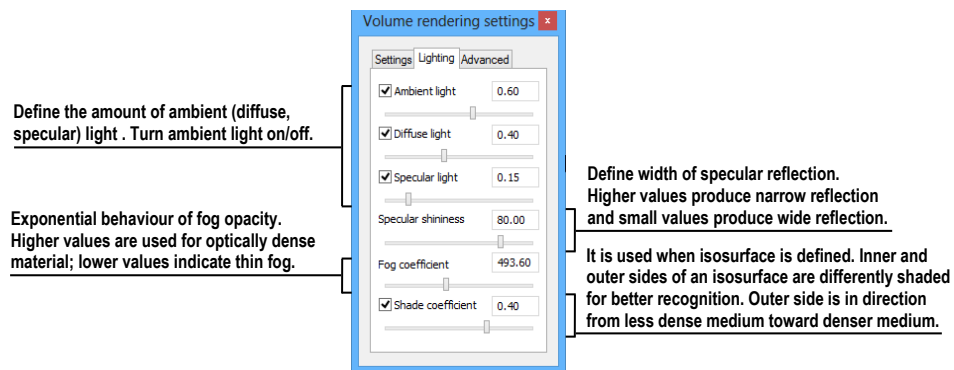 Volume rendering settings x
Settings Lighting Advanced
Ambient light 0.60
Diffuse light 0.40
Specular light 0.15
Specular shininess 80.00
Fog coefficient 493.60
Shade coefficient 0.40
Define the amount of ambient (diffuse,
specular) light . Turn ambient light on/off.
Exponential behaviour of fog opacity.
Higher values are used for optically dense
material; lower values indicate thin fog.
Define width of specular reflection.
Higher values produce narrow reflection
and small values produce wide reflection.
It is used when isosurface is defined. Inner and
outer sides of an isosurface are differently shaded
for better recognition. Outer side is in direction
from less dense medium toward denser medium.